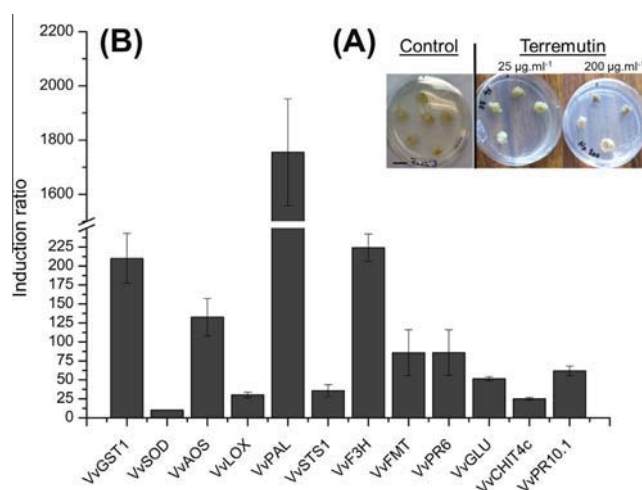 (B)
(A)
Control
Terremutin
25 µg.ml-1
200 µg.ml-1
Induction ratio
2200
2000
1800
1600
225
200
175
150
125
100
75
50
25
0
VvGST1
VvSOD
VvAOS
VvLOX
VvPAL
VvSTS1
VvF3H
VvFMT
VvPR6
VvGLU
VvCHIT4c
VvPR10.1